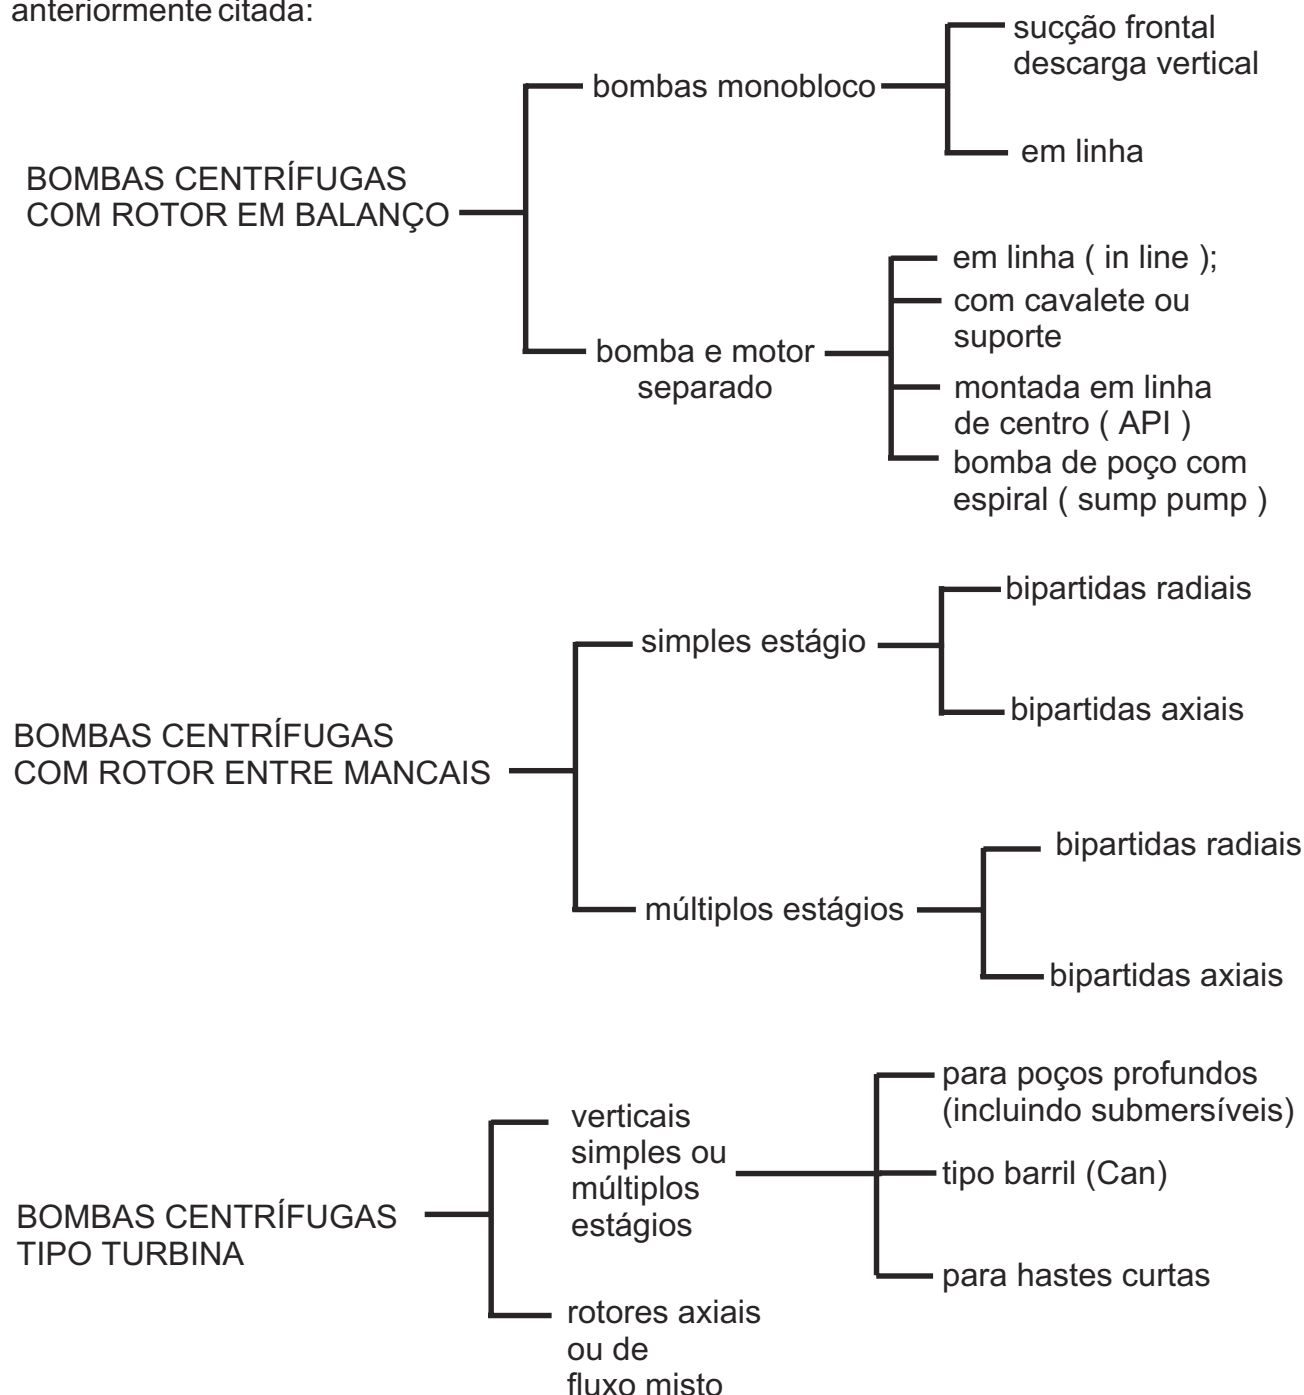 anteriormente citada:
sucção frontal
descarga vertical
bombas monobloco
em linha
BOMBAS CENTRÍFUGAS
COM ROTOR EM BALANÇO
em linha ( in line );
com cavalete ou
suporte
bomba e motor
separado
montada em linha
de centro ( API )
bomba de poço com
espiral ( sump pump )
bipartidas radiais
simples estágio
bipartidas axiais
BOMBAS CENTRÍFUGAS
COM ROTOR ENTRE MANCAIS
bipartidas radiais
múltiplos estágios
bipartidas axiais
para poços profundos
(incluindo submersíveis)
verticais
simples ou
múltiplos
estágios
tipo barril (Can)
BOMBAS CENTRÍFUGAS
TIPO TURBINA
para hastes curtas
rotores axiais
ou de
fluxo misto